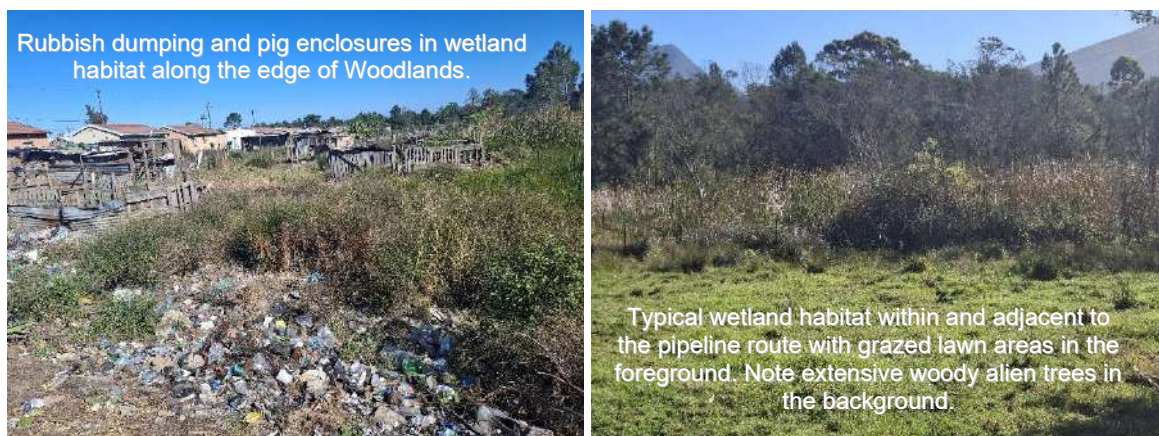 Rubbish dumping and pig enclosures in wetland
habitat along the edge of Woodlands.
Typical wetland habitat within and adjacent to
the pipeline route with grazed lawn areas in the
foreground. Note extensive woody alien trees in
the background.